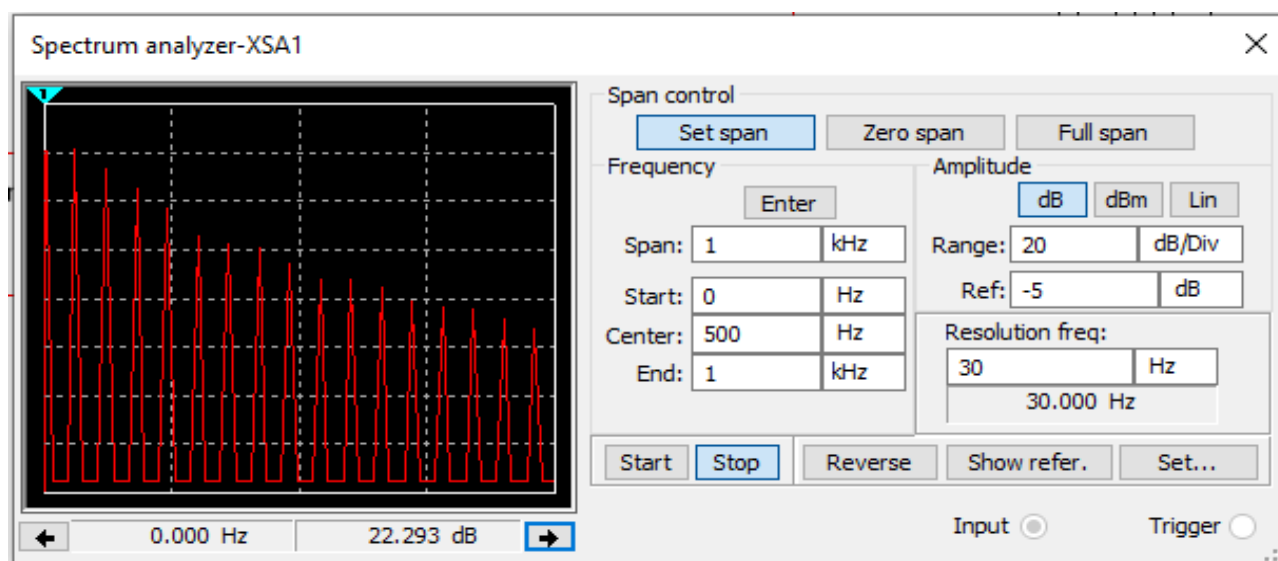 Spectrum analyzer-XSA1
1
Span control
Set span Zero span Full span
Frequency
Enter
Span: 1 kHz
Start: 0 Hz
Center: 500 Hz
End: 1 kHz
Amplitude
dB dBm Lin
Range: 20 dB/Div
Ref: -5 dB
Resolution freq:
30 Hz
30.000 Hz
Start Stop Reverse Show refer. Set...
0.000 Hz 22.293 dB
Input Trigger